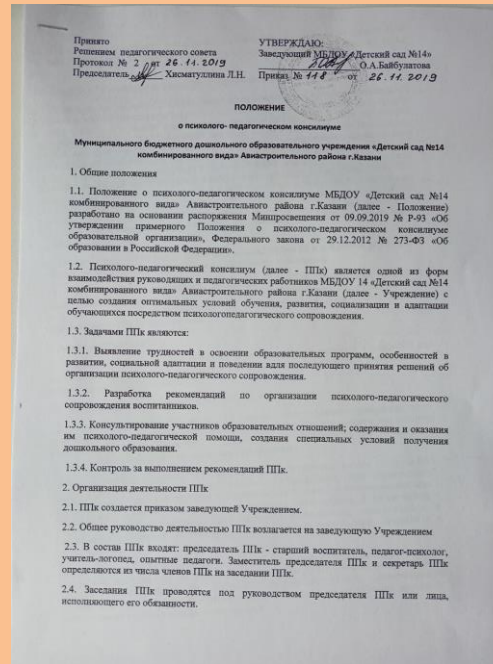 Принято
Решением педагогического совета
Протокол № 2 от 26.11.2019
Председатель Хисматуллина Л.Н.
УТВЕРЖДАЮ:
Заведующий МБДОУ «Детский сад №14»
О.А.Байбулатова
Приказ № 118 от 26.11.2019
ПОЛОЖЕНИЕ
о психолого- педагогическом консилиуме
Муниципального бюджетного дошкольного образовательного учреждения «Детский сад №14
комбинированного вида» Авиастроительного района г.Казани
1. Общие положения
1.1. Положение о психолого-педагогическом консилиуме МБДОУ «Детский сад №14
комбинированного вида» Авиастроительного района г.Казани (далее - Положение)
разработано на основании распоряжения Минпросвещения от 09.09.2019 № Р-93 «Об
утверждении примерного Положения о психолого-педагогическом консилиуме
образовательной организации», Федерального закона от 29.12.2012 № 273-ФЗ «Об
образовании в Российской Федерации».
1.2. Психолого-педагогический консилиум (далее - ППк) является одной из форм
взаимодействия руководящих и педагогических работников МБДОУ 14 «Детский сад №14
комбинированного вида» Авиастроительного района г.Казани (далее - Учреждение) с
целью создания оптимальных условий обучения, развития, социализации и адаптации
обучающихся посредством психологопедагогического сопровождения.
1.3. Задачами ППк являются:
1.3.1. Выявление трудностей в освоении образовательных программ, особенностей в
развитии, социальной адаптации и поведении адля последующего принятия решений об
организации психолого-педагогического сопровождения.
1.3.2. Разработка рекомендаций по организации психолого-педагогического
сопровождения воспитанников.
1.3.3. Консультирование участников образовательных отношений; содержания и оказания
им психолого-педагогической помощи, создания специальных условий получения
дошкольного образования.
1.3.4. Контроль за выполнением рекомендаций ППк.
2. Организация деятельности ППк
2.1. ППк создается приказом заведующей Учреждением.
2.2. Общее руководство деятельностью ППк возлагается на заведующую Учреждением
2.3. В состав ППк входят: председатель ППк - старший воспитатель, педагог-психолог,
учитель-логопед, опытные педагоги. Заместитель председателя ППк и секретарь ППк
определяются из числа членов ППк на заседании ППк.
2.4. Заседания ППк проводятся под руководством председателя ППк или лица,
исполняющего его обязанности.